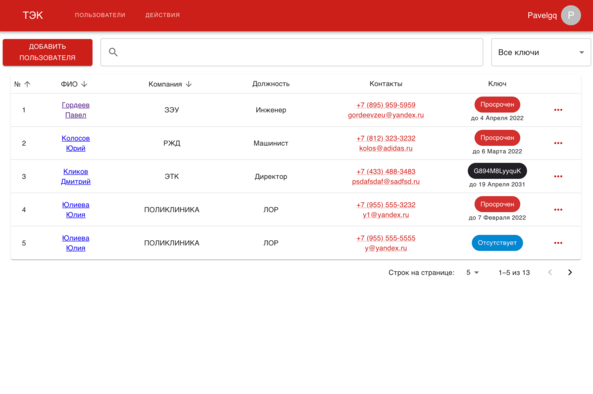 ТЭК ПОЛЬЗОВАТЕЛИ ДЕЙСТВИЯ Pavelgq P
ДОБАВИТЬ
ПОЛЬЗОВАТЕЛЯ
Все ключи
№ ФИО Компания Должность Контакты Ключ
1 Гордеев Павел ЗЭУ Инженер +7 (895) 959-5959 gordeevzeu@yandex.ru Просрочен до 4 Апреля 2022
2 Колосов Юрий РЖД Машинист +7 (812) 323-3232 kolos@adidas.ru Просрочен до 6 Марта 2022
3 Кликов Дмитрий ЭТК Директор +7 (433) 488-3483 psdafsdaf@sadfsd.ru G894M8LyyquK до 19 Апреля 2031
4 Юлиева Юлия ПОЛИКЛИНИКА ЛОР +7 (955) 555-3232 y1@yandex.ru Просрочен до 7 Февраля 2022
5 Юлиева Юлия ПОЛИКЛИНИКА ЛОР +7 (955) 555-5555 y@yandex.ru Отсутствует
Строк на странице: 5 1–5 из 13